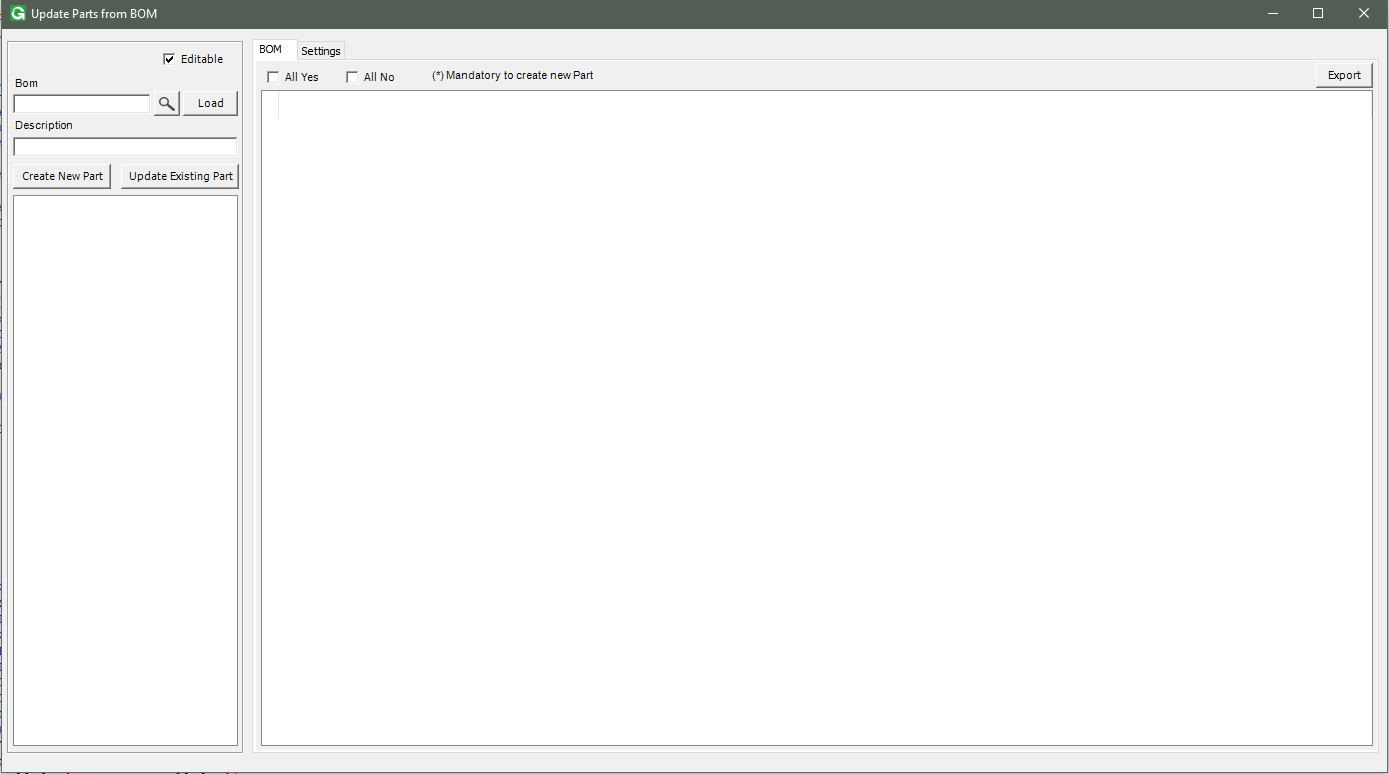 G Update Parts from BOM
Editable
Bom
Load
Description
Create New Part Update Existing Part
BOM Settings
All Yes All No (*) Mandatory to create new Part Export